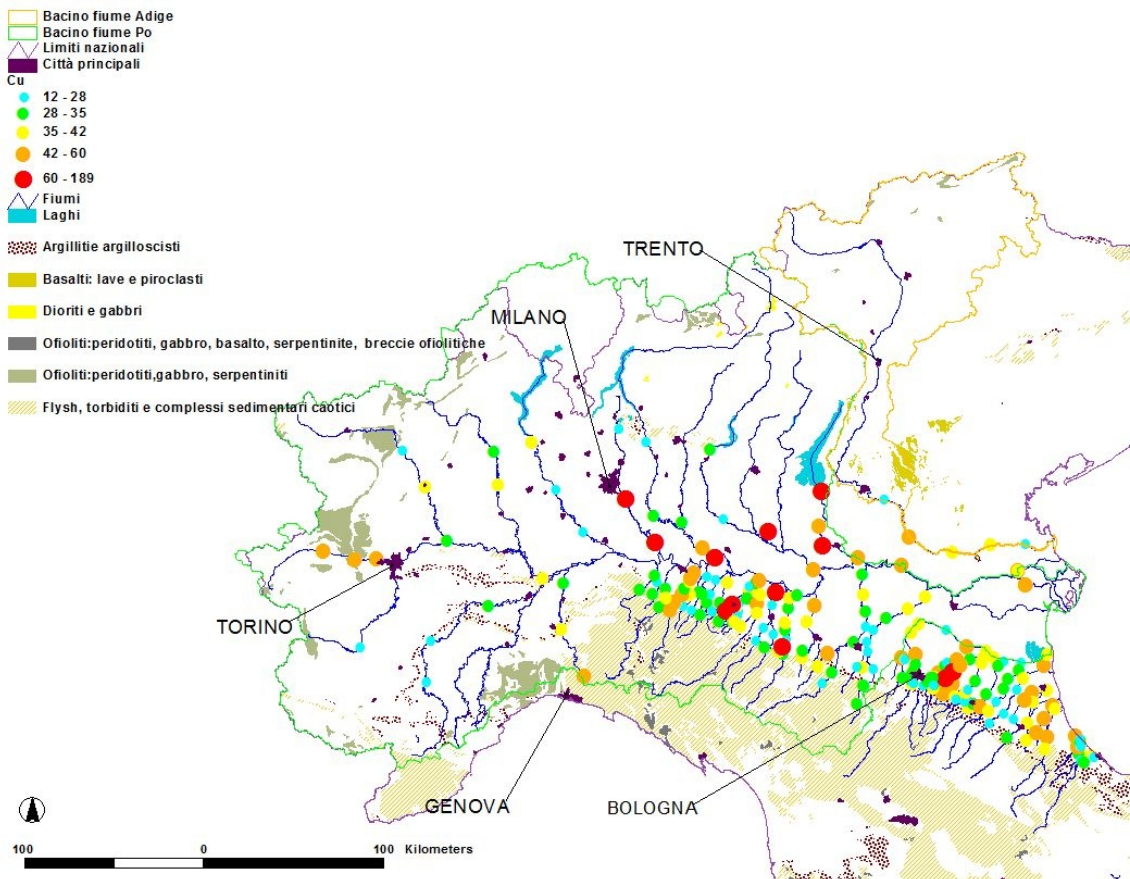 Bacino fiume Adige
Bacino fiume Po
Limiti nazionali
Città principali
Cu
12 - 28
28 - 35
35 - 42
42 - 60
60 - 189
Fiumi
Laghi
Argillitie argilloscisti
Basalti: lave e piroclasti
Dioriti e gabbri
Ofioliti:peridotiti, gabbro, basalto, serpentinite, breccie ofiolitiche
Ofioliti:peridotiti,gabbro, serpentiniti
Flysh, torbiditi e complessi sedimentari caotici
TRENTO
MILANO
TORINO
GENOVA
BOLOGNA
100 0 100 Kilometers